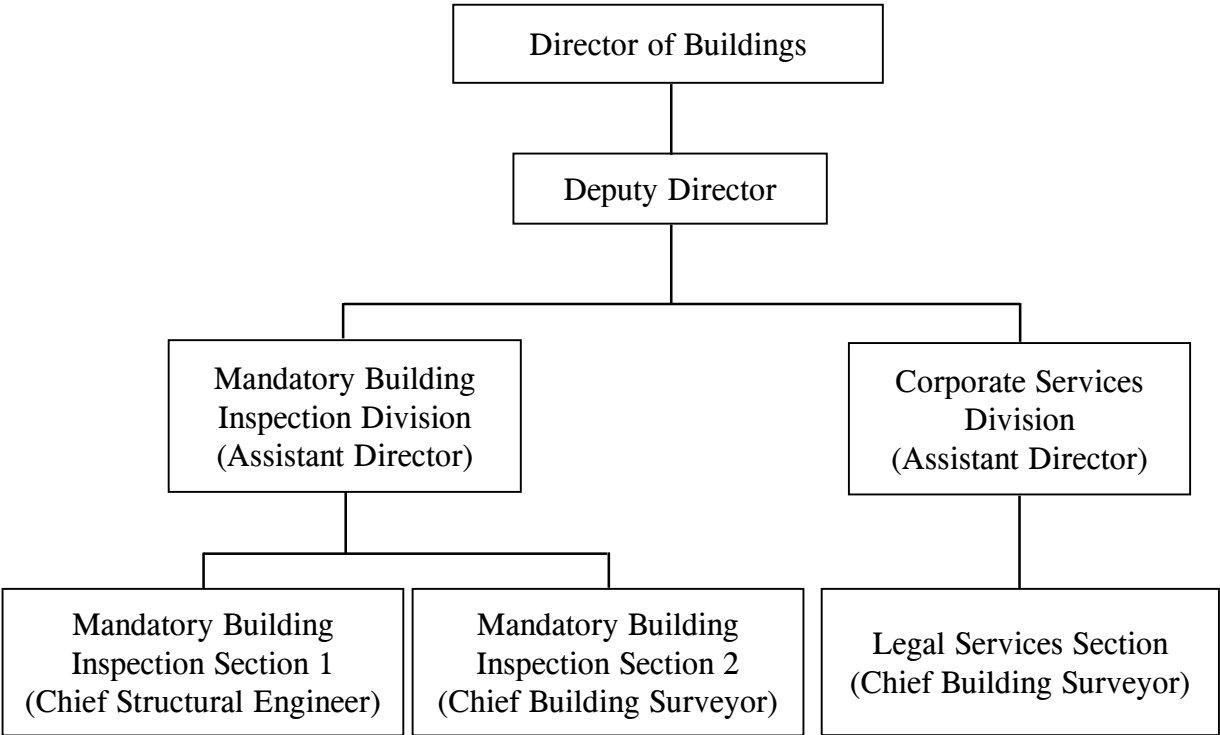 Director of Buildings
Deputy Director
Mandatory Building
Inspection Division
(Assistant Director)
Corporate Services
Division
(Assistant Director)
Mandatory Building
Inspection Section 1
(Chief Structural Engineer)
Mandatory Building
Inspection Section 2
(Chief Building Surveyor)
Legal Services Section
(Chief Building Surveyor)